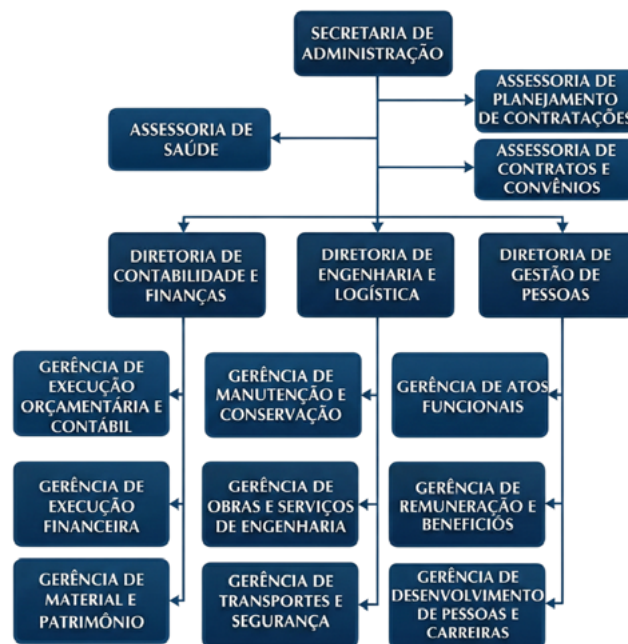 SECRETARIA DE
ADMINISTRAÇÃO
ASSESSORIA DE
PLANEJAMENTO
DE CONTRATAÇÕES
ASSESSORIA DE
SAÚDE
ASSESSORIA DE
CONTRATOS E
CONVÊNIOS
DIRETORIA DE
CONTABILIDADE E
FINANÇAS
DIRETORIA DE
ENGENHARIA E
LOGÍSTICA
DIRETORIA DE
GESTÃO DE
PESSOAS
GERÊNCIA DE
EXECUÇÃO
ORÇAMENTÁRIA E
CONTÁBIL
GERÊNCIA DE
MANUTENÇÃO E
CONSERVAÇÃO
GERÊNCIA DE ATOS
FUNCIONAIS
GERÊNCIA DE
EXECUÇÃO
FINANCEIRA
GERÊNCIA DE
OBRAS E SERVIÇOS
DE ENGENHARIA
GERÊNCIA DE
REMUNERAÇÃO E
BENEFICIÓS
GERÊNCIA DE
MATERIAL E
PATRIMÔNIO
GERÊNCIA DE
TRANSPORTES E
SEGURANÇA
GERÊNCIA DE
DESENVOLVIMENTO
DE PESSOAS E
CARREIRAS